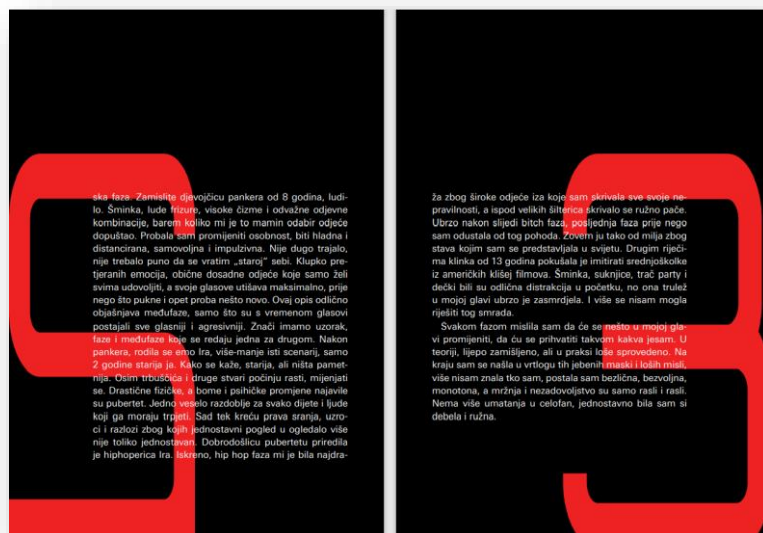 ska faza. Zamislite djevojčicu pankera od 8 godina, ludi-
lo. Šminka, lude frizure, visoke čizme i odvažne odjevne
kombinacije, barem koliko mi je to mamin odabir odjeće
dopuštao. Probala sam promijeniti osobnost, biti hladna i
distancirana, samovoljna i impulzivna. Nije dugo trajalo,
nije trebalo puno da se vratim „staroj” sebi. Klupko pre-
tjeranih emocija, obične dosadne odjeće koje samo želi
svima udovoljiti, a svoje glasove utišava maksimalno, prije
nego što pukne i opet proba nešto novo. Ovaj opis odlično
objašnjava međufaze, samo što su s vremenom glasovi
postajali sve glasniji i agresivniji. Znači imamo uzorak,
faze i međufaze koje se redaju jedna za drugom. Nakon
pankera, rodila se emo Ira, više-manje isti scenarij, samo
2 godine starija ja. Kako se kaže, starija, ali ništa pamet-
nija. Osim trbuščića i druge stvari počinju rasti, mijenjati
se. Drastične fizičke, a bome i psihičke promjene najavile
su pubertet. Jedno veselo razdoblje za svako dijete i ljude
koji ga moraju trpjeti. Sad tek kreću prava sranja, uzro-
ci i razlozi zbog kojih jednostavni pogled u ogledalo više
nije toliko jednostavan. Dobrodošlicu pubertetu priredila
je hiphoperica Ira. Iskreno, hip hop faza mi je bila najdra-
ža zbog široke odjeće iza koje sam skrivala sve svoje ne-
pravilnosti, a ispod velikih šilterica skrivalo se ružno pače.
Ubrzo nakon slijedi bitch faza, posljednja faza prije nego
sam odustala od tog pohoda. Zovem ju tako od milja zbog
stava kojim sam se predstavljala u svijetu. Drugim riječi-
ma klinka od 13 godina pokušala je imitirati srednjoškolke
iz američkih klišej filmova. Šminka, suknjice, trač party i
dečki bili su odlična distrakcija u početku, no ona trulež
u mojoj glavi ubrzo je zasmrdjela. I više se nisam mogla
riješiti tog smrada.
Svakom fazom mislila sam da će se nešto u mojoj gla-
vi promijeniti, da ću se prihvatiti takvom kakva jesam. U
teoriji, lijepo zamišljeno, ali u praksi loše sprovedeno. Na
kraju sam se našla u vrtlogu tih jebenih maski i loših misli,
više nisam znala tko sam, postala sam bezlična, bezvoljna,
monotona, a mržnja i nezadovoljstvo su samo rasli i rasli.
Nema više umatanja u celofan, jednostavno bila sam si
debela i ružna.